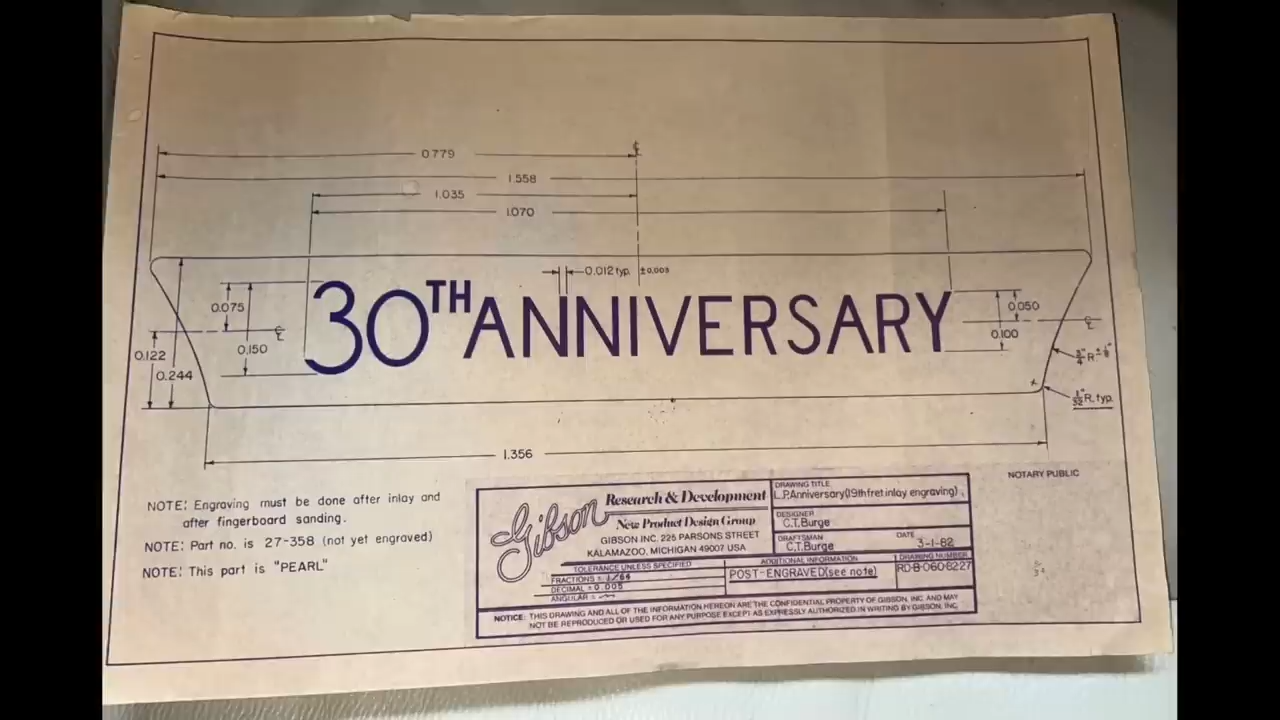 0.779
℄
1.558
1.035
1.070
0.012 typ. ±0.003
0.075
0.150
0.122
0.244
℄
30TH ANNIVERSARY
0.050
0.100
℄
3/4" R. ± 1/8"
1/32" R. typ.
1.356
NOTE: Engraving must be done after inlay and
after fingerboard sanding.
NOTE: Part no. is 27-358 (not yet engraved)
NOTE: This part is "PEARL"
Gibson
Research & Development
New Product Design Group
GIBSON INC. 225 PARSONS STREET
KALAMAZOO, MICHIGAN 49007 USA
TOLERANCE UNLESS SPECIFIED
FRACTIONS ± 1/64
DECIMAL ± 0.005
ANGULAR ±
DRAWING TITLE
L.P. Anniversary (19th fret inlay engraving)
DESIGNER
C.T. Burge
DRAFTSMAN
C.T. Burge
DATE
3-1-82
ADDITIONAL INFORMATION
POST-ENGRAVED (see note)
DRAWING NUMBER
RD-B-060-8227
NOTICE: THIS DRAWING AND ALL OF THE INFORMATION HEREON ARE THE CONFIDENTIAL PROPERTY OF GIBSON, INC. AND MAY
NOT BE REPRODUCED OR USED FOR ANY PURPOSE EXCEPT AS EXPRESSLY AUTHORIZED IN WRITING BY GIBSON, INC.
NOTARY PUBLIC